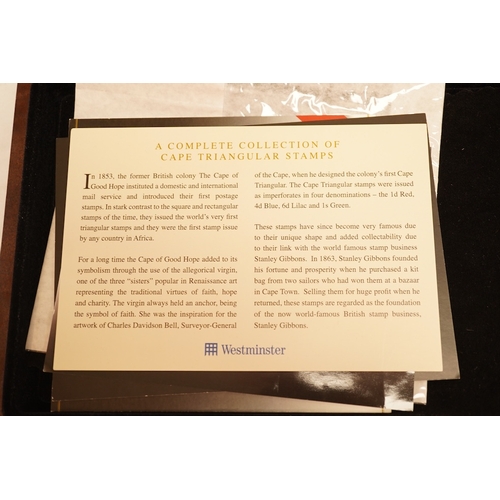 A COMPLETE COLLECTION OF
CAPE TRIANGULAR STAMPS
In 1853, the former British colony The Cape of
Good Hope instituted a domestic and international
mail service and introduced their first postage
stamps. In stark contrast to the square and rectangular
stamps of the time, they issued the world's very first
triangular stamps and they were the first stamp issue
by any country in Africa.
For a long time the Cape of Good Hope added to its
symbolism through the use of the allegorical virgin,
one of the three "sisters" popular in Renaissance art
representing the traditional virtues of faith, hope
and charity. The virgin always held an anchor, being
the symbol of faith. She was the inspiration for the
artwork of Charles Davidson Bell, Surveyor-General
of the Cape, when he designed the colony's first Cape
Triangular. The Cape Triangular stamps were issued
as imperforates in four denominations – the 1d Red,
4d Blue, 6d Lilac and 1s Green.
These stamps have since become very famous due
to their unique shape and added collectability due
to their link with the world famous stamp business
Stanley Gibbons. In 1863, Stanley Gibbons founded
his fortune and prosperity when he purchased a kit
bag from two sailors who had won them at a bazaar
in Cape Town. Selling them for huge profit when he
returned, these stamps are regarded as the foundation
of the now world-famous British stamp business,
Stanley Gibbons.
Westminster